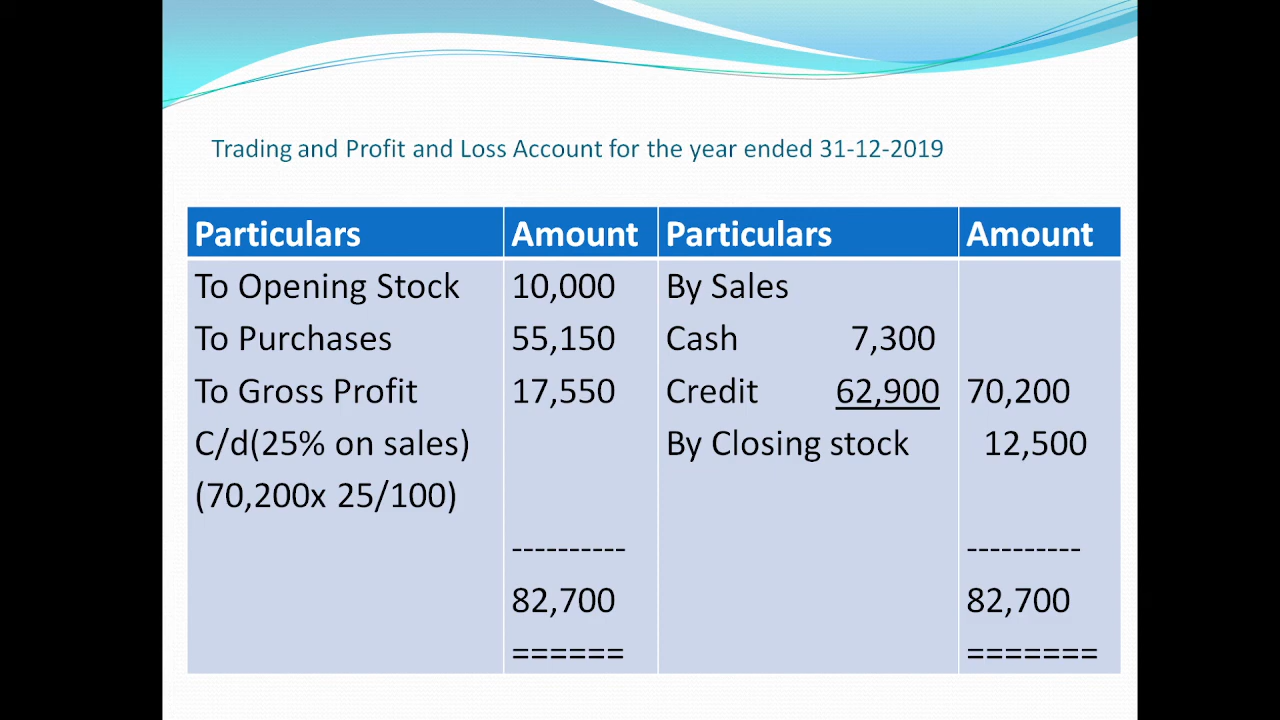 Trading and Profit and Loss Account for the year ended 31-12-2019
Particulars Amount Particulars Amount
To Opening Stock 10,000 By Sales
To Purchases 55,150 Cash 7,300
To Gross Profit 17,550 Credit 62,900 70,200
C/d(25% on sales) By Closing stock 12,500
(70,200x 25/100)
---------- ----------
82,700 82,700
====== =======